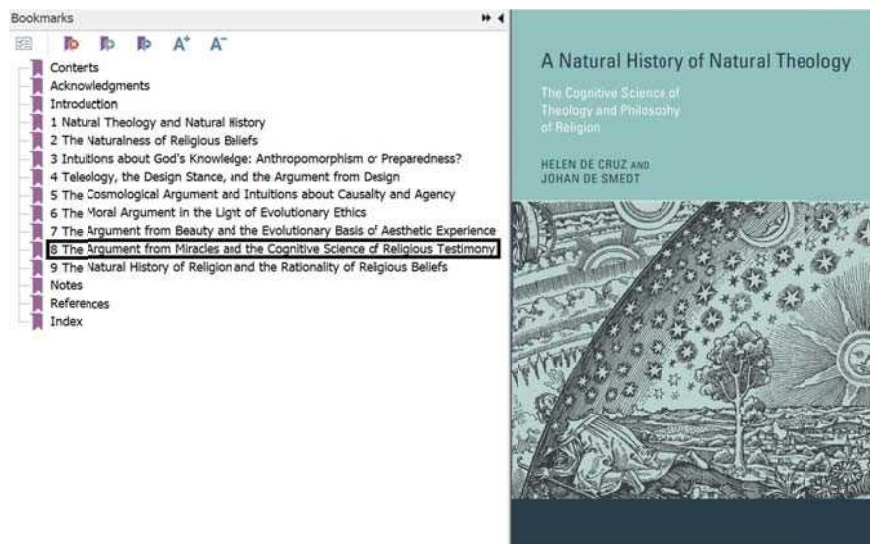 Bookmarks
A+ A-
Contents
Acknowledgments
Introduction
1 Natural Theology and Natural History
2 The Naturalness of Religious Beliefs
3 Intuitions about God's Knowledge: Anthropomorphism or Preparedness?
4 Teleology, the Design Stance, and the Argument from Design
5 The Cosmological Argument and Intuitions about Causality and Agency
6 The Moral Argument in the Light of Evolutionary Ethics
7 The Argument from Beauty and the Evolutionary Basis of Aesthetic Experience
8 The Argument from Miracles and the Cognitive Science of Religious Testimony
9 The Natural History of Religion and the Rationality of Religious Beliefs
Notes
References
Index
A Natural History of Natural Theology
The Cognitive Science of
Theology and Philosophy
of Religion
HELEN DE CRUZ AND
JOHAN DE SMEDT